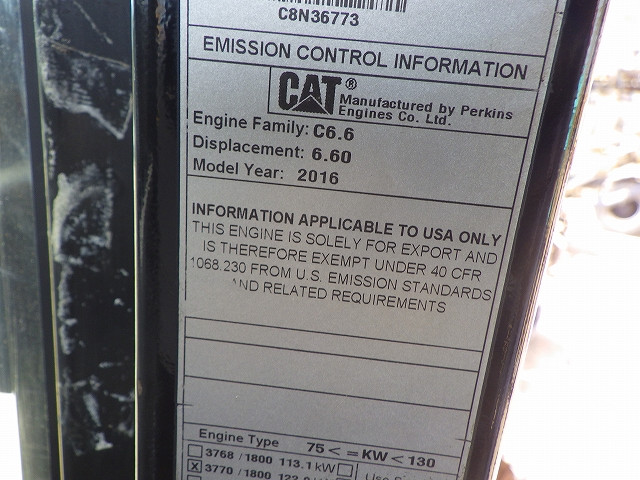 C8N36773
EMISSION CONTROL INFORMATION
CAT® Manufactured by Perkins
Engines Co. Ltd.
Engine Family: C6.6
Displacement: 6.60
Model Year: 2016
INFORMATION APPLICABLE TO USA ONLY
THIS ENGINE IS SOLELY FOR EXPORT AND
IS THEREFORE EXEMPT UNDER 40 CFR
1068.230 FROM U.S. EMISSION STANDARDS
AND RELATED REQUIREMENTS
Engine Type 75 < = KW < 130
3768 / 1800 113.1 kW
X 3770 / 1800